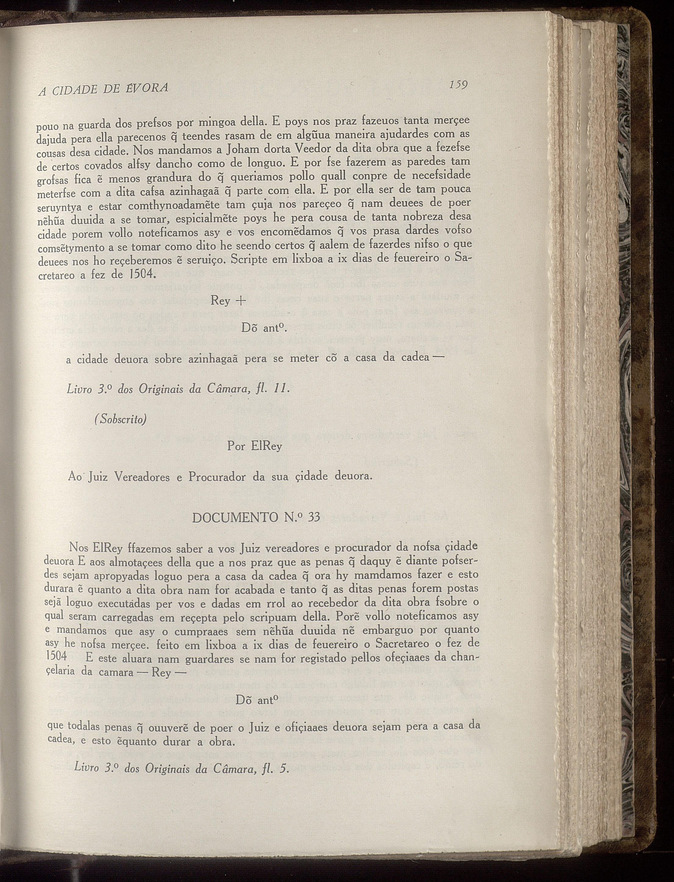 A CIDADE DE ÉVORA 159
pouo na guarda dos prefsos por mingoa della. E poys nos praz fazeuos tanta merçee
dajuda pera ella parecenos q̃ teendes rasam de em algũua maneira ajudardes com as
cousas desa cidade. Nos mandamos a Joham dorta Veedor da dita obra que a fezefse
de certos covados alfsy dancho como de longuo. E por fse fazerem as paredes tam
grofsas fica ẽ menos grandura do q̃ queriamos pollo quall conpre de necefsidade
meterfse com a dita cafsa azinhagaã q̃ parte com ella. E por ella ser de tam pouca
seruyntya e estar comthynoadamẽte tam çuja nos pareçeo q̃ nam deuees de poer
nẽhũa duuida a se tomar, espicialmẽte poys he pera cousa de tanta nobreza desa
cidade porem vollo noteficamos asy e vos encomẽdamos q̃ vos prasa dardes vofso
comsẽtymento a se tomar como dito he seendo certos q̃ aalem de fazerdes nifso o que
deuees nos ho reçeberemos ẽ seruiço. Scripte em lixboa a ix dias de feuereiro o Sa-
cretareo a fez de 1504.
Rey +
Dõ antº.
a cidade deuora sobre azinhagaã pera se meter cõ a casa da cadea —
Livro 3.º dos Originais da Câmara, fl. 11.
(Sobscrito)
Por ElRey
Ao Juiz Vereadores e Procurador da sua çidade deuora.
DOCUMENTO N.º 33
Nos ElRey ffazemos saber a vos Juiz vereadores e procurador da nofsa çidade
deuora E aos almotaçees della que a nos praz que as penas q̃ daquy ẽ diante pofser-
des sejam apropyadas loguo pera a casa da cadea q̃ ora hy mamdamos fazer e esto
durara ẽ quanto a dita obra nam for acabada e tanto q̃ as ditas penas forem postas
sejã loguo executadas per vos e dadas em rrol ao recebedor da dita obra fsobre o
qual seram carregadas em reçepta pelo scripuam della. Porẽ vollo noteficamos asy
e mandamos que asy o cumpraaes sem nẽhũa duuida nẽ embarguo por quanto
asy he nofsa merçee. feito em lixboa a ix dias de feuereiro o Sacretareo o fez de
1504 E este aluara nam guardares se nam for registado pellos ofeçiaaes da chan-
çelaria da camara — Rey —
Dõ antº
que todalas penas q̃ ouuverẽ de poer o Juiz e ofiçiaaes deuora sejam pera a casa da
cadea, e esto ẽquanto durar a obra.
Livro 3.º dos Originais da Câmara, fl. 5.